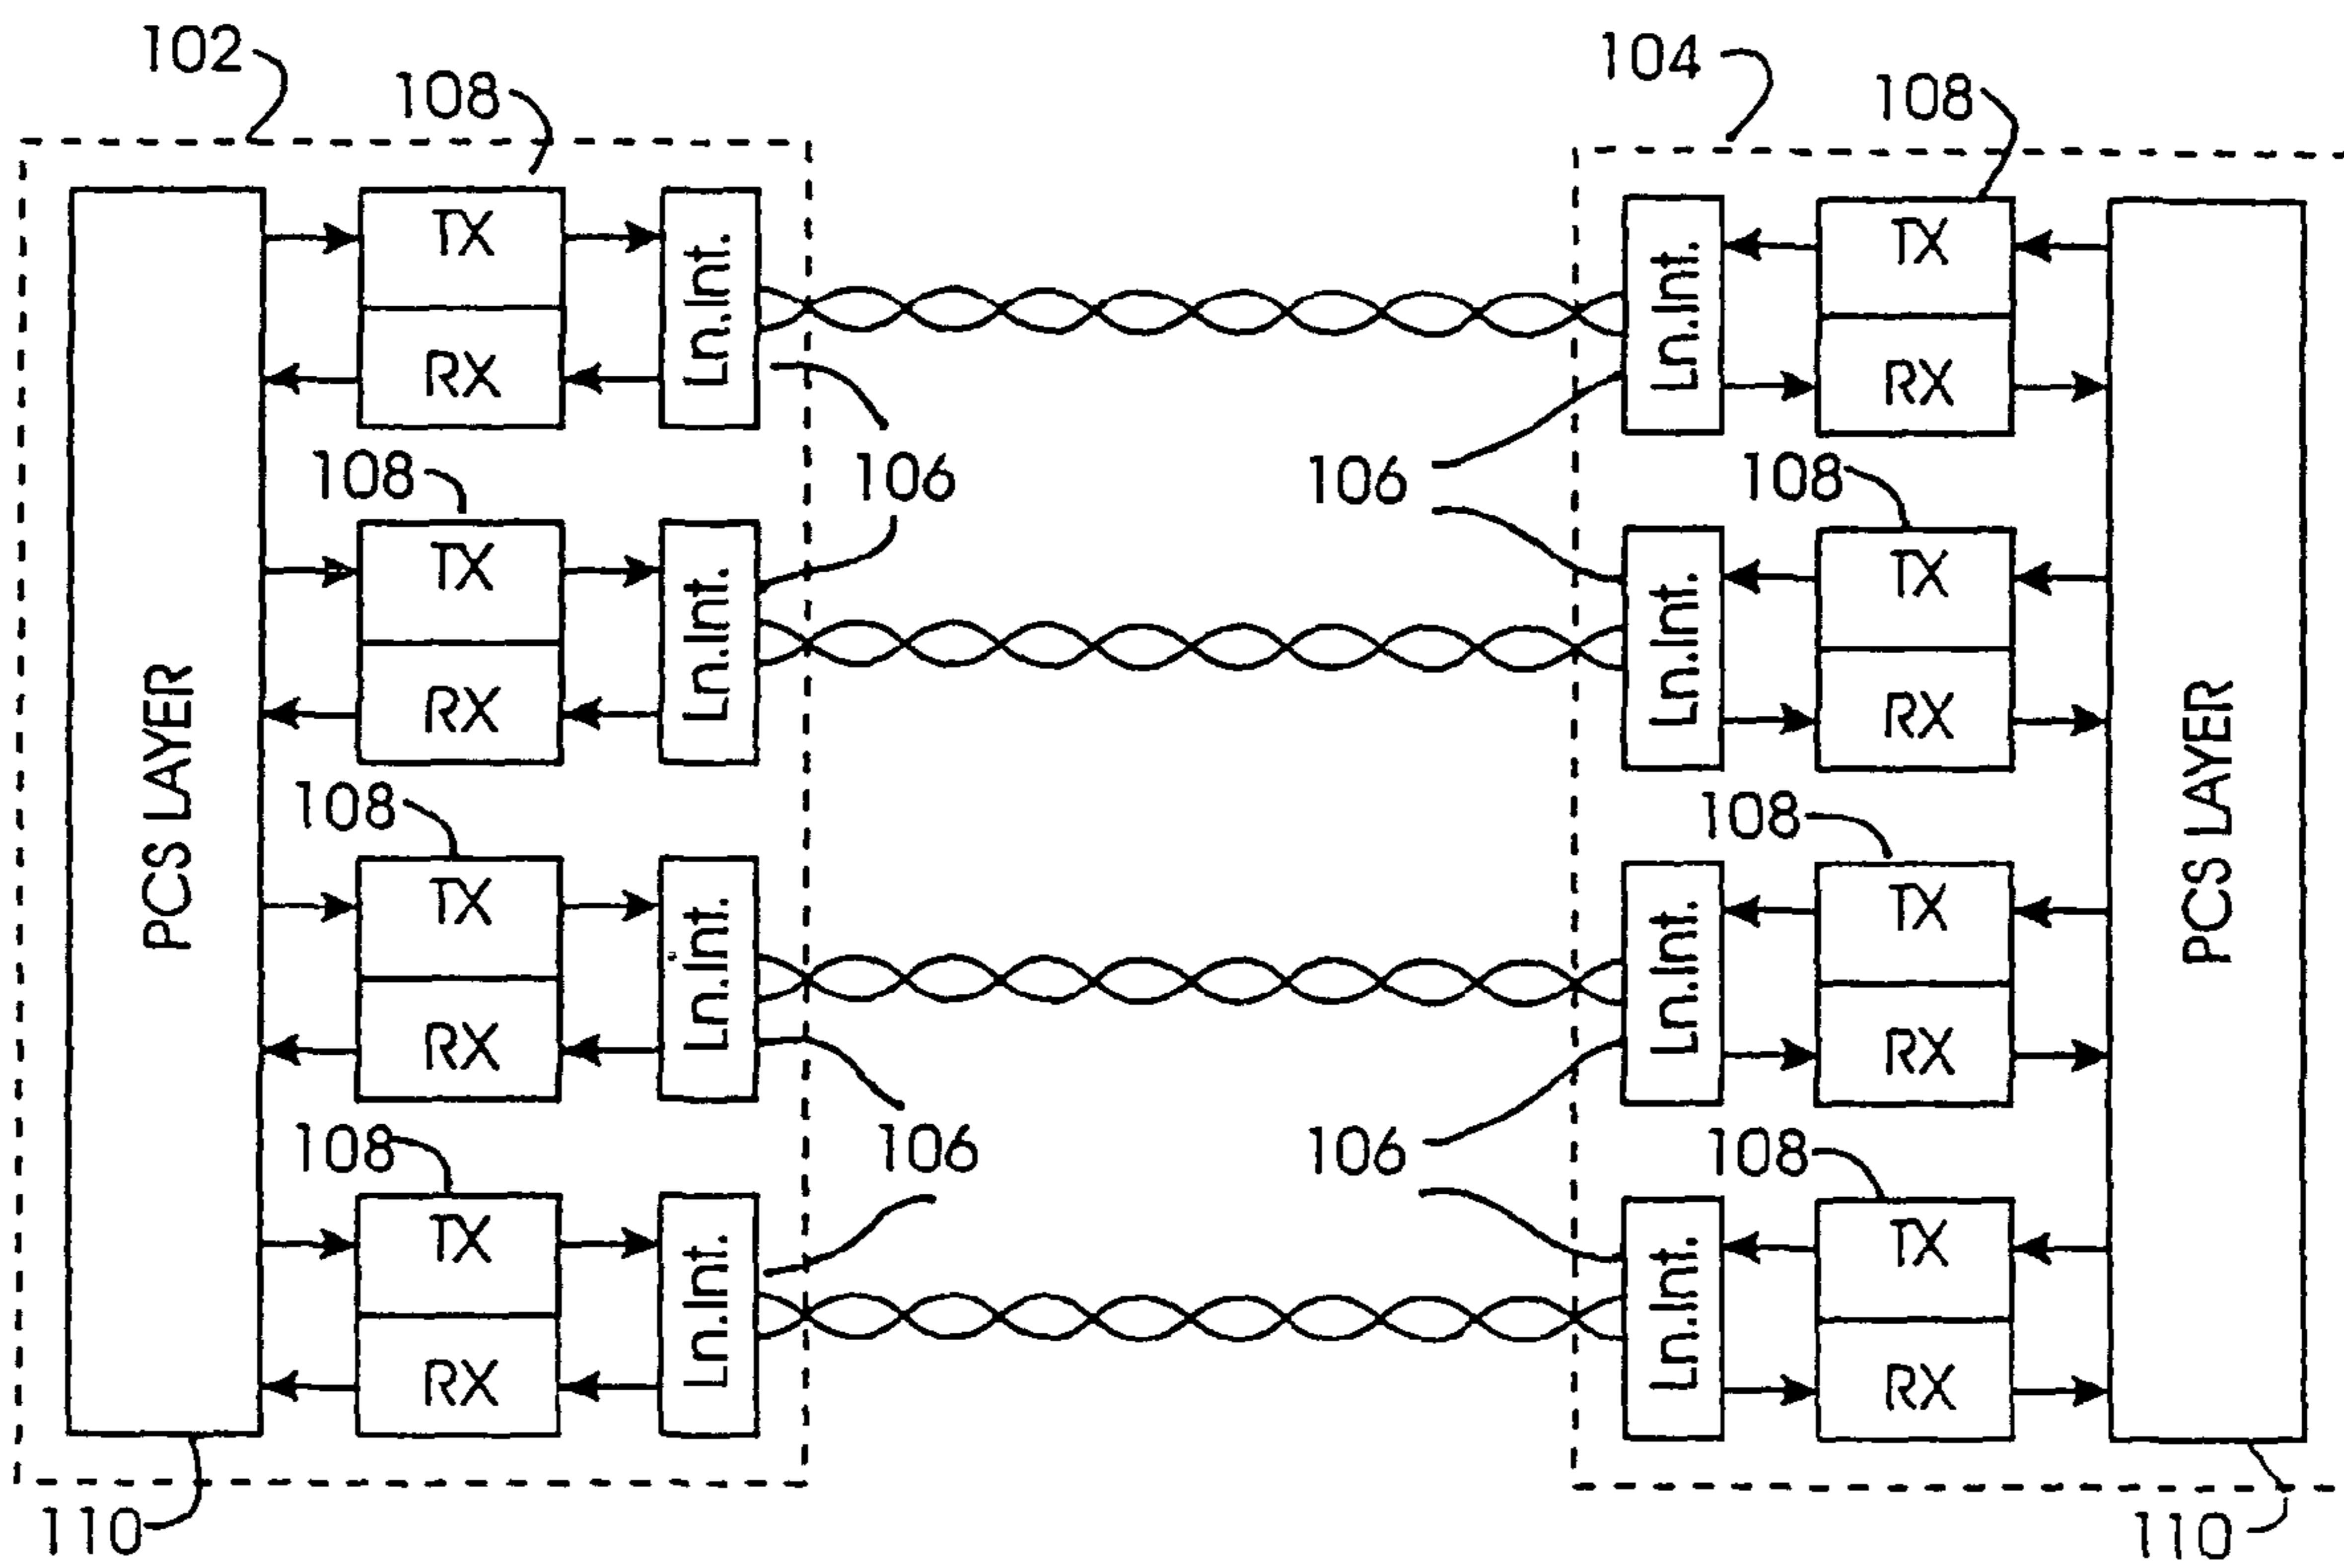 102
108
104
108
TX
RX
Ln.Int.
Ln.Int.
TX
RX
108
106
106
108
TX
RX
Ln.Int.
Ln.Int.
TX
RX
PCS LAYER
PCS LAYER
108
108
TX
RX
Ln.Int.
Ln.Int.
TX
RX
108
106
106
108
TX
RX
Ln.Int.
Ln.Int.
TX
RX
110
110